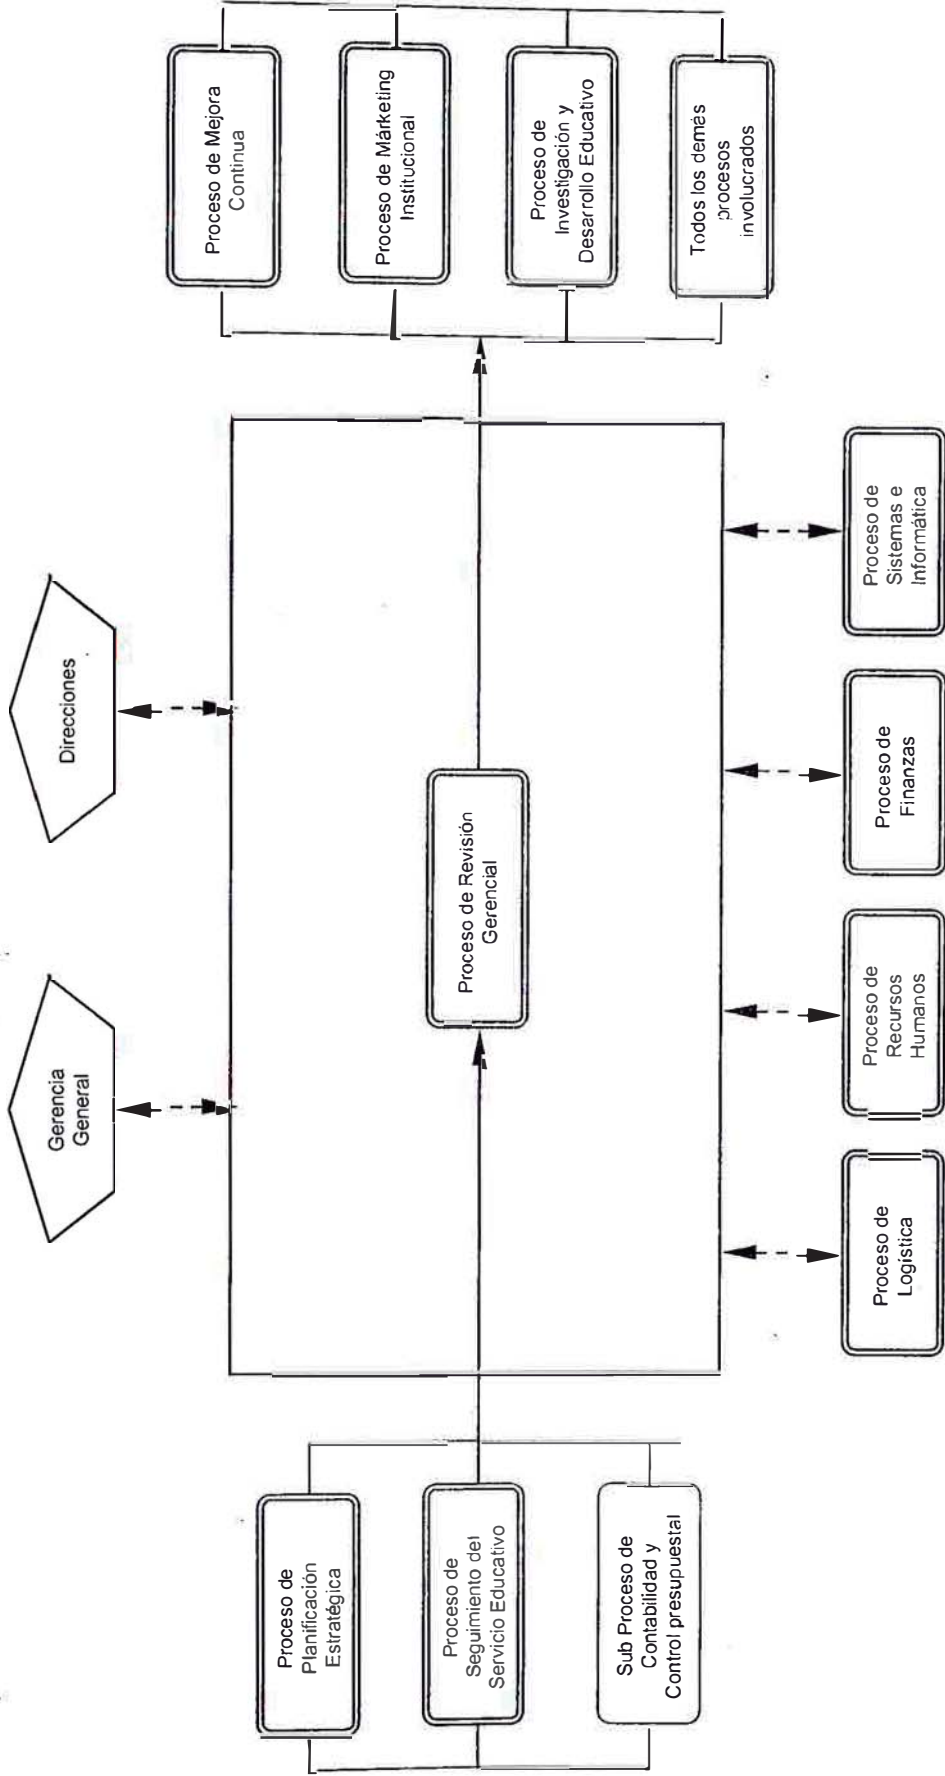 Gerencia
General
Direcciones
Proceso de
Planificación
Estratégica
Proceso de
Seguimiento del
Servicio Educativo
Sub Proceso de
Contabilidad y
Control presupuestal
Proceso de Revisión
Gerencial
Proceso de Mejora
Continua
Proceso de Márketing
Institucional
Proceso de
Investigación y
Desarrollo Educativo
Todos los demás
procesos
involucrados
Proceso de
Logística
Proceso de
Recursos
Humanos
Proceso de
Finanzas
Proceso de
Sistemas e
Informática